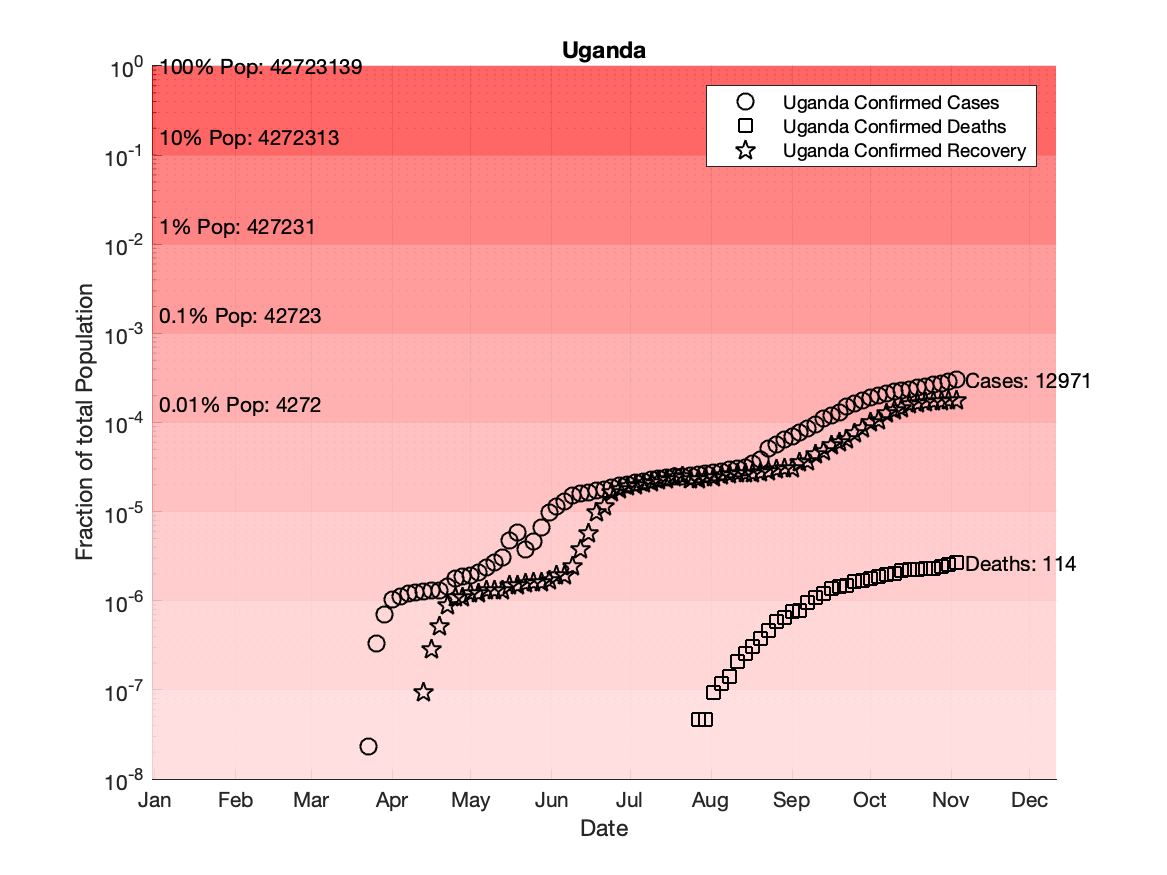 Uganda
10^0
100% Pop: 42723139
Uganda Confirmed Cases
Uganda Confirmed Deaths
Uganda Confirmed Recovery
10% Pop: 4272313
10^-1
1% Pop: 427231
10^-2
0.1% Pop: 42723
10^-3
Cases: 12971
0.01% Pop: 4272
10^-4
10^-5
Deaths: 114
10^-6
10^-7
10^-8
Fraction of total Population
Jan Feb Mar Apr May Jun Jul Aug Sep Oct Nov Dec
Date